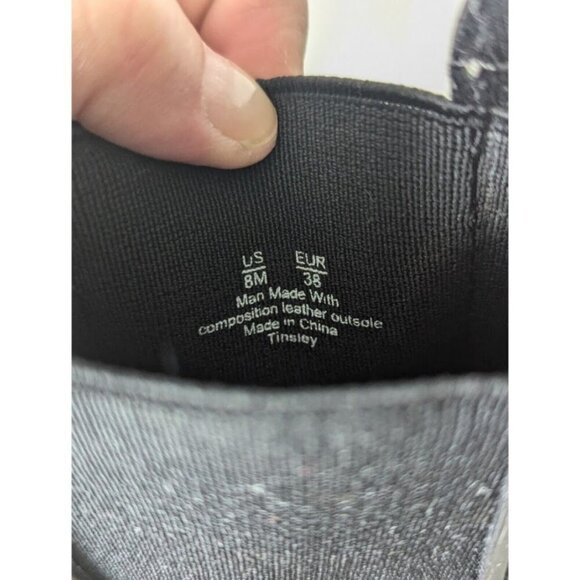 US EUR
8M 38
Man Made With
composition leather outsole
Made in China
Tinsley